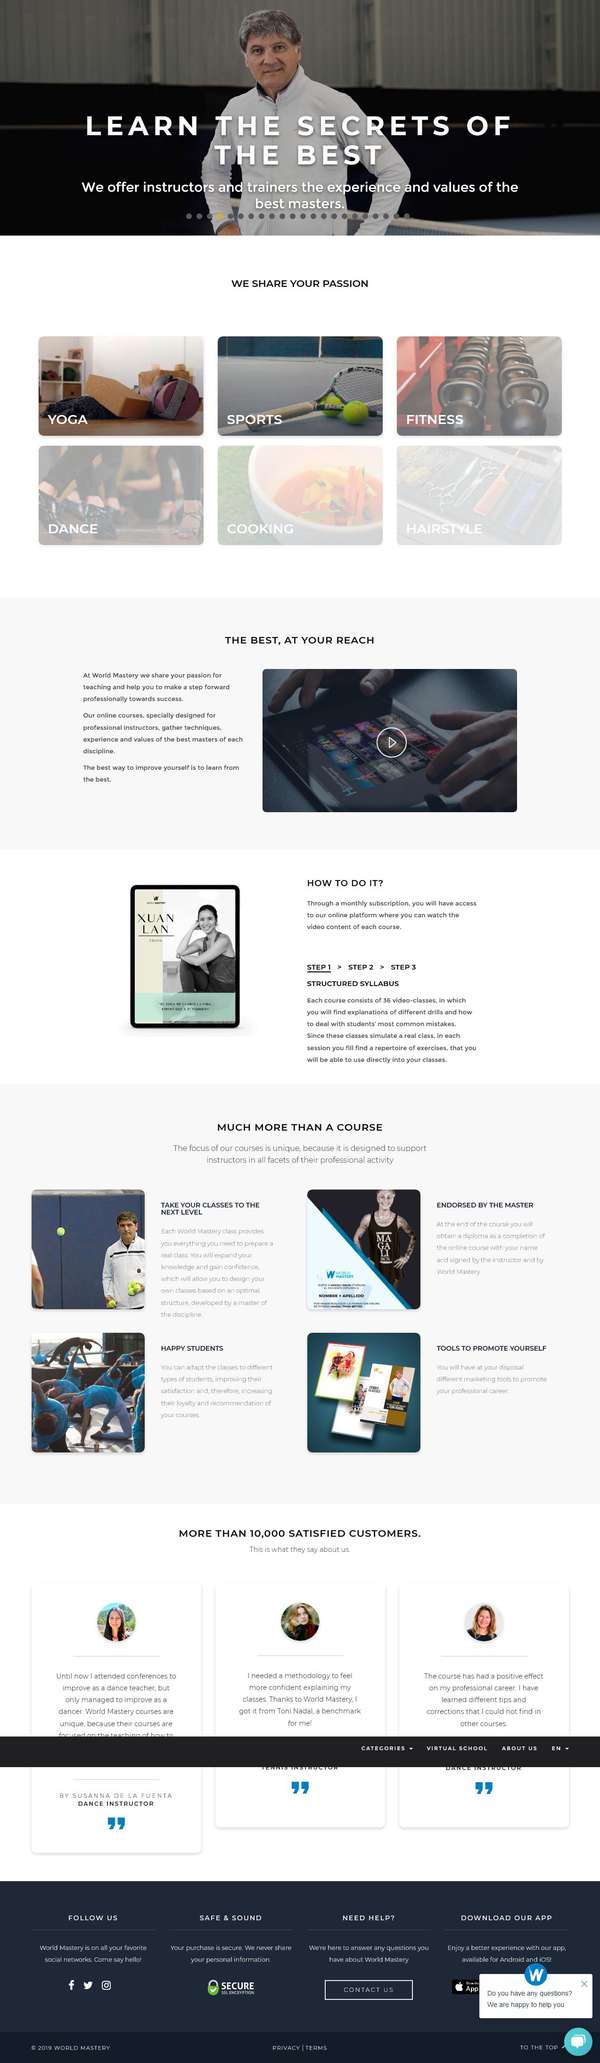 LEARN THE SECRETS OF
THE BEST
We offer instructors and trainers the experience and values of the
best masters.
WE SHARE YOUR PASSION
YOGA
SPORTS
FITNESS
DANCE
COOKING
HAIRSTYLE
THE BEST, AT YOUR REACH
At World Mastery we share your passion for
teaching and help you to make a step forward
professionally towards success.
Our online courses, specially designed for
professional instructors, gather techniques,
experience and values of the best masters of each
discipline.
The best way to improve yourself is to learn from
the best.
XUAN
LAN
HOW TO DO IT?
Through a monthly subscription, you will have access
to our online platform where you can watch the
video content of each course.
STEP 1 > STEP 2 > STEP 3
STRUCTURED SYLLABUS
Each course consists of 36 video-classes, in which
you will find explanations of different drills and how
to deal with students' most common mistakes.
Since these classes simulate a real class, in each
session you fill find a repertoire of exercises, that you
will be able to use directly into your classes.
MUCH MORE THAN A COURSE
The focus of our courses is unique, because it is designed to support
instructors in all facets of their professional activity
TAKE YOUR CLASSES TO THE
NEXT LEVEL
Each World Mastery class provides
you everything you need to prepare a
real class. You will expand your
knowledge and gain confidence,
which will allow you to design your
own classes based on an optimal
structure, developed by a master of
the discipline.
WORLD
MASTERY
NOMBRE + APELLIDO
ENDORSED BY THE MASTER
At the end of the course you will
obtain a diploma as a completion of
the online course with your name
and signed by the instructor and by
World Mastery.
HAPPY STUDENTS
You can adapt the classes to different
types of students, improving their
satisfaction and, therefore, increasing
their loyalty and recommendation of
your courses.
TOOLS TO PROMOTE YOURSELF
You will have at your disposal
different marketing tools to promote
your professional career.
MORE THAN 10,000 SATISFIED CUSTOMERS.
This is what they say about us.
Until now I attended conferences to
improve as a dance teacher, but
only managed to improve as a
dancer. World Mastery courses are
unique, because their courses are
focused on the teaching of how to
BY SUSANNA DE LA FUENTA
DANCE INSTRUCTOR
I needed a methodology to feel
more confident explaining my
classes. Thanks to World Mastery, I
got it from Toni Nadal, a benchmark
for me!
TENNIS INSTRUCTOR
The course has had a positive effect
on my professional career. I have
learned different tips and
corrections that I could not find in
other courses.
DANCE INSTRUCTOR
CATEGORIES
VIRTUAL SCHOOL
ABOUT US
EN
FOLLOW US
World Mastery is on all your favorite
social networks. Come say hello!
SAFE & SOUND
Your purchase is secure. We never share
your personal information
SECURE
SSL ENCRYPTION
NEED HELP?
We're here to answer any questions you
have about World Mastery
CONTACT US
DOWNLOAD OUR APP
Enjoy a better experience with our app,
available for Android and iOS!
App
W
Do you have any questions?
We are happy to help you
© 2019 WORLD MASTERY
PRIVACY | TERMS
TO THE TOP